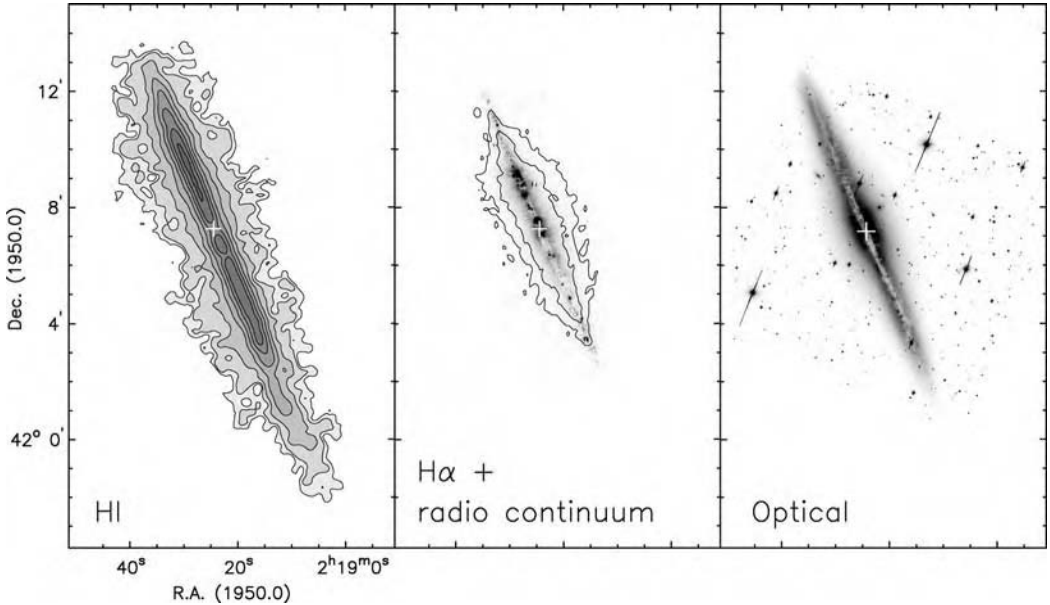 12'
8'
4'
42° 0'
Dec. (1950.0)
HI
Hα +
radio continuum
Optical
40ˢ 20ˢ 2ʰ19ᵐ0ˢ
R.A. (1950.0)